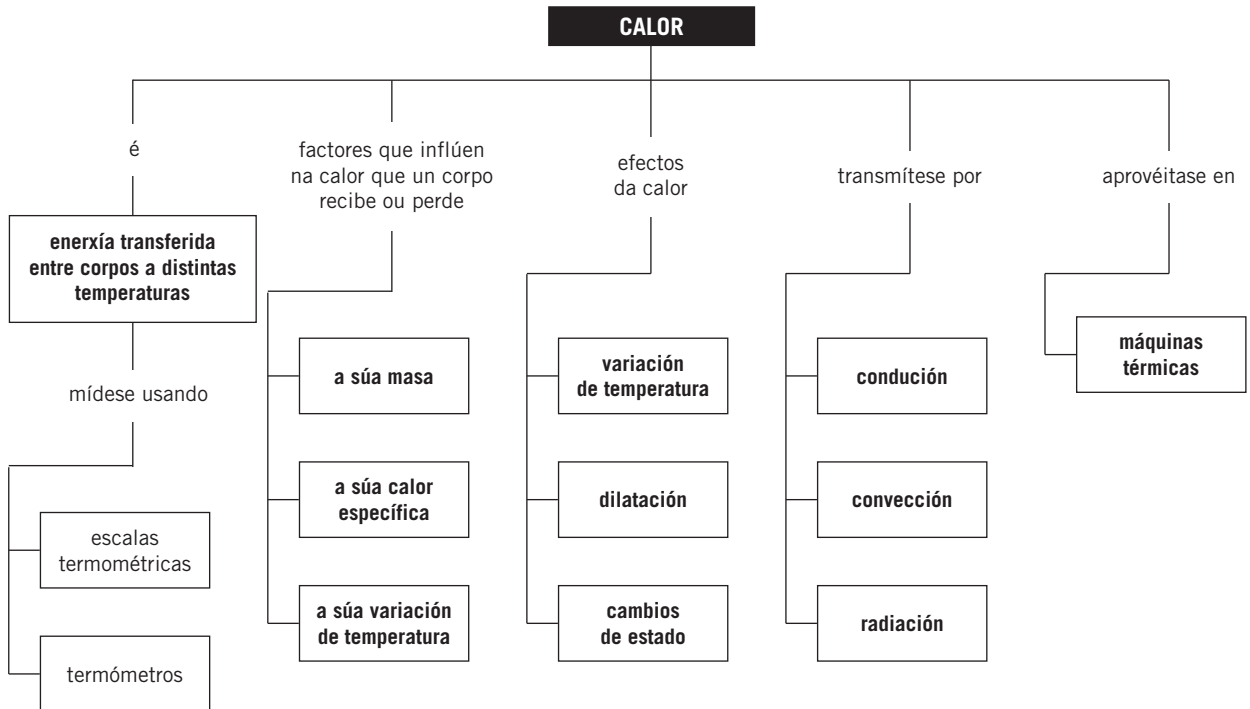 CALOR
é
enerxía transferida
entre corpos a distintas
temperaturas
mídese usando
escalas
termométricas
termómetros
factores que inflúen
na calor que un corpo
recibe ou perde
a súa masa
a súa calor
específica
a súa variación
de temperatura
efectos
da calor
variación
de temperatura
dilatación
cambios
de estado
transmítese por
condución
convección
radiación
aprovéitase en
máquinas
térmicas